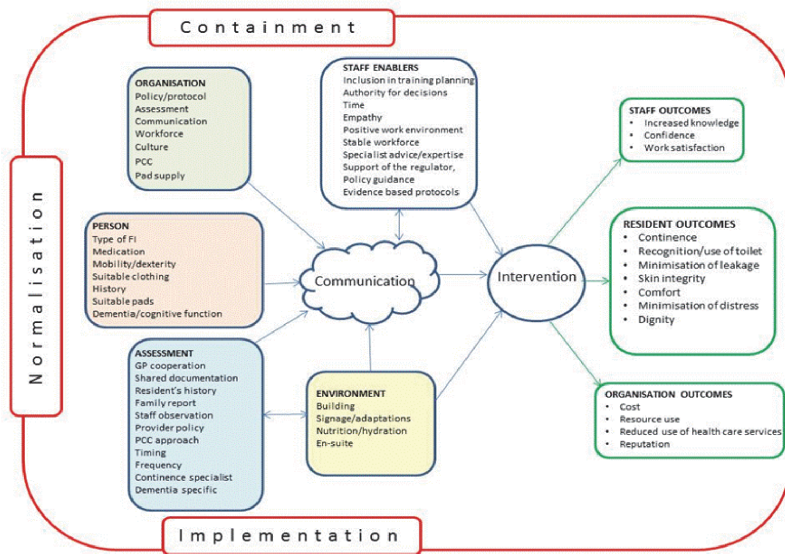 Containment
ORGANISATION
Policy/protocol
Assessment
Communication
Workforce
Culture
PCC
Pad supply
STAFF ENABLERS
Inclusion in training planning
Authority for decisions
Time
Empathy
Positive work environment
Stable workforce
Specialist advice/expertise
Support of the regulator,
Policy guidance
Evidence based protocols
STAFF OUTCOMES
• Increased knowledge
• Confidence
• Work satisfaction
Normalisation
PERSON
Type of FI
Medication
Mobility/dexterity
Suitable clothing
History
Suitable pads
Dementia/cognitive function
Communication
Intervention
RESIDENT OUTCOMES
• Continence
• Recognition/use of toilet
• Minimisation of leakage
• Skin integrity
• Comfort
• Minimisation of distress
• Dignity
ASSESSMENT
GP cooperation
Shared documentation
Resident's history
Family report
Staff observation
Provider policy
PCC approach
Timing
Frequency
Continence specialist
Dementia specific
ENVIRONMENT
Building
Signage/adaptations
Nutrition/hydration
En-suite
ORGANISATION OUTCOMES
• Cost
• Resource use
• Reduced use of health care services
• Reputation
Implementation